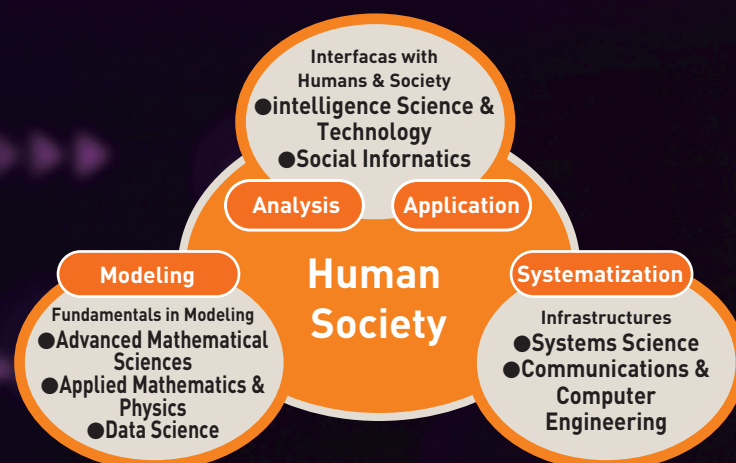 Interfacas with
Humans & Society
●intelligence Science &
Technology
●Social Infornatics
Analysis
Application
Human
Society
Modeling
Fundamentals in Modeling
●Advanced Mathematical
Sciences
●Applied Mathematics &
Physics
●Data Science
Systematization
Infrastructures
●Systems Science
●Communications &
Computer
Engineering